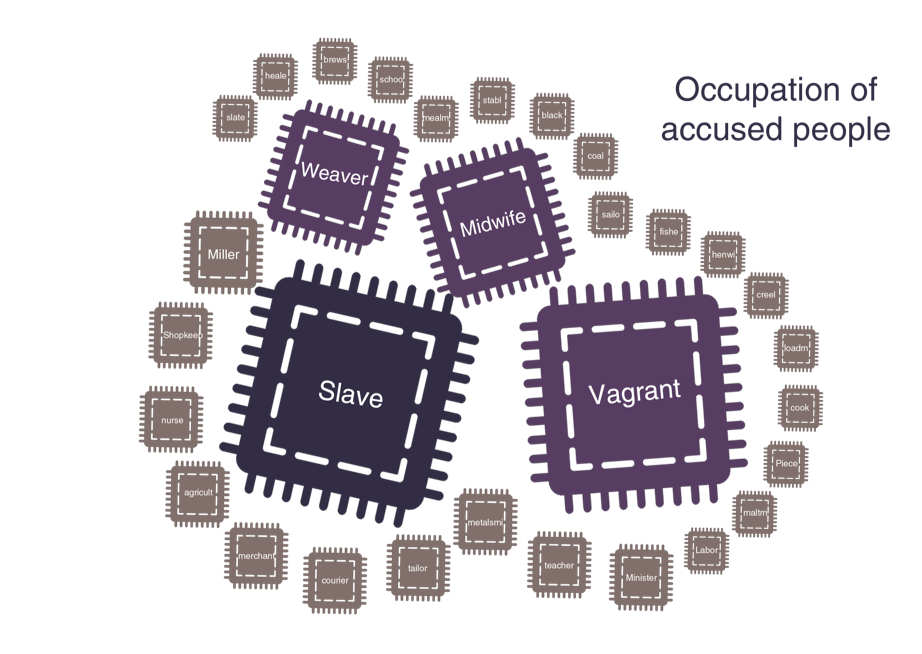 Occupation of
accused people
brews
heale
schoo
stabl
slate
mealm
black
coal
Weaver
Midwife
sailo
fishe
Miller
henwi
creel
Shopkeep
loadm
Slave
Vagrant
cook
nurse
Piece
agricult
maltm
metalsmi
Labor
merchant
courier
tailor
teacher
Minister